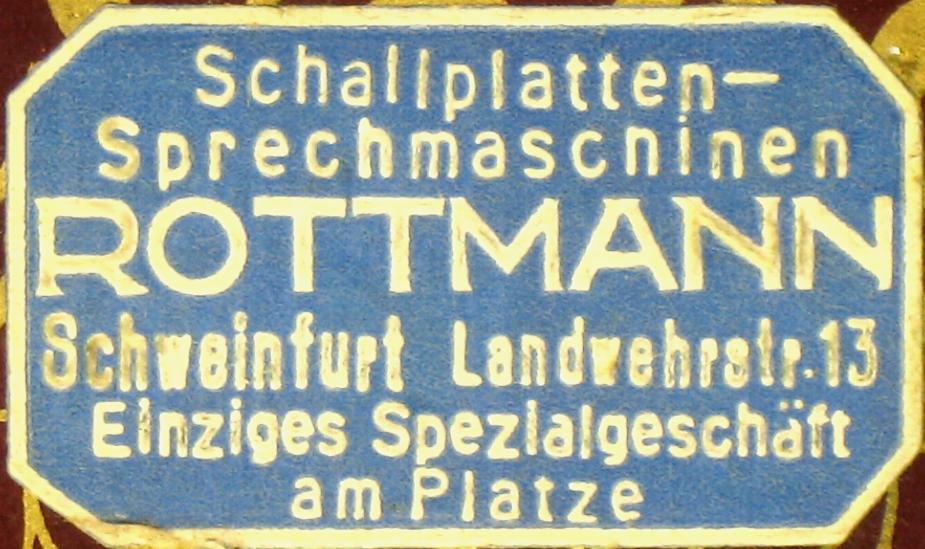 Schallplatten-
Sprechmaschinen
ROTTMANN
Schweinfurt Landwehrstr. 13
Einziges Spezialgeschäft
am Platze